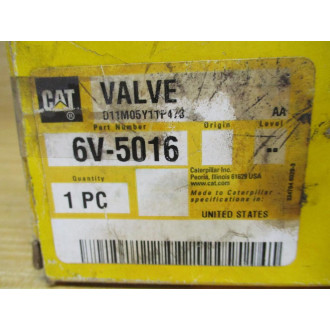 CAT
VALVE
D11M05Y11P473
AA
Part Number
Origin
Level
6V-5016
--
Quantity
1 PC
Caterpillar Inc.
Peoria, Illinois 61629 USA
www.cat.com
Made to Caterpillar
specifications in:
UNITED STATES